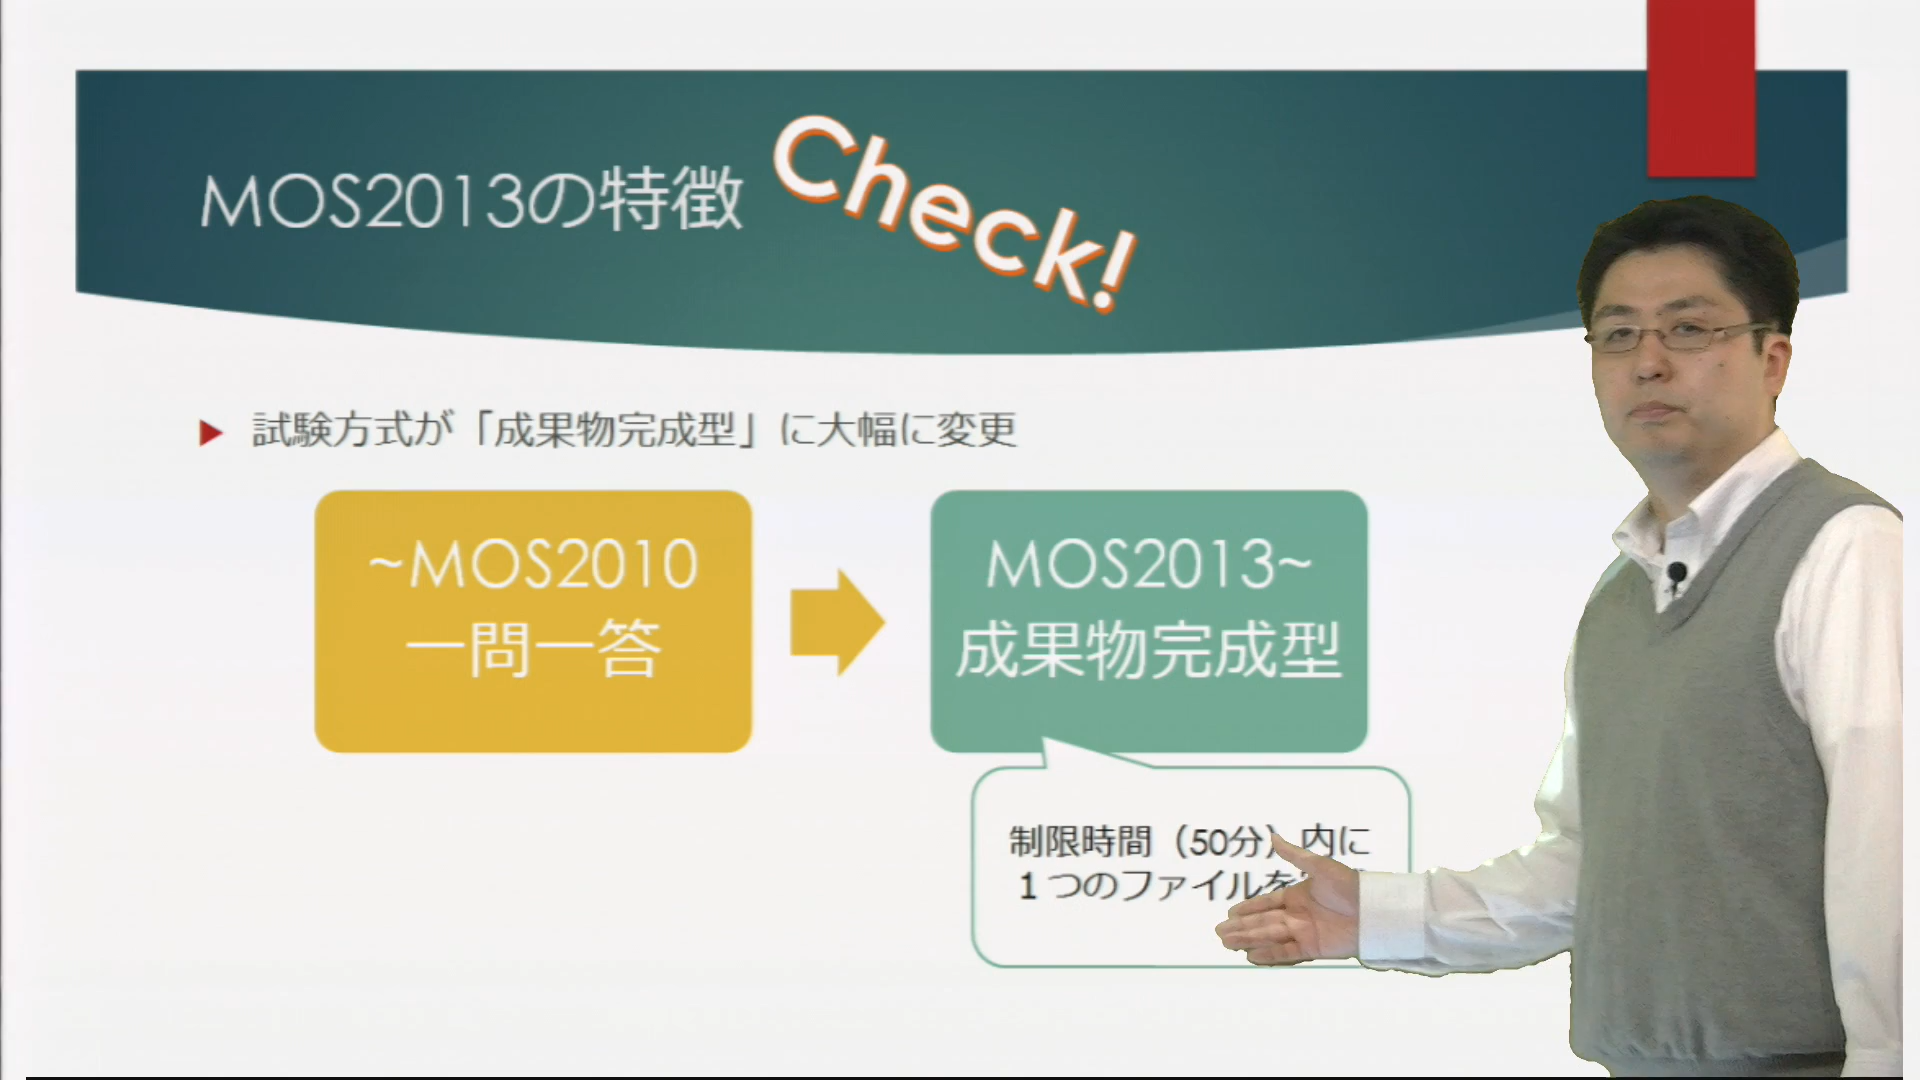 MOS2013の特徴
Check!
試験方式が「成果物完成型」に大幅に変更
~MOS2010
一問一答
MOS2013~
成果物完成型
制限時間（50分）内に
１つのファイルを